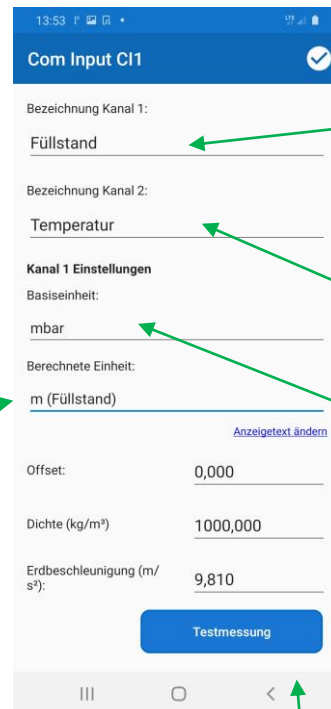 13:53
LTE
Com Input CI1
Bezeichnung Kanal 1:
Füllstand
Bezeichnung Kanal 2:
Temperatur
Kanal 1 Einstellungen
Basiseinheit:
mbar
Berechnete Einheit:
m (Füllstand)
Anzeigetext ändern
Offset:
0,000
Dichte (kg/m³)
1000,000
Erdbeschleunigung (m/
s²):
9,810
Testmessung